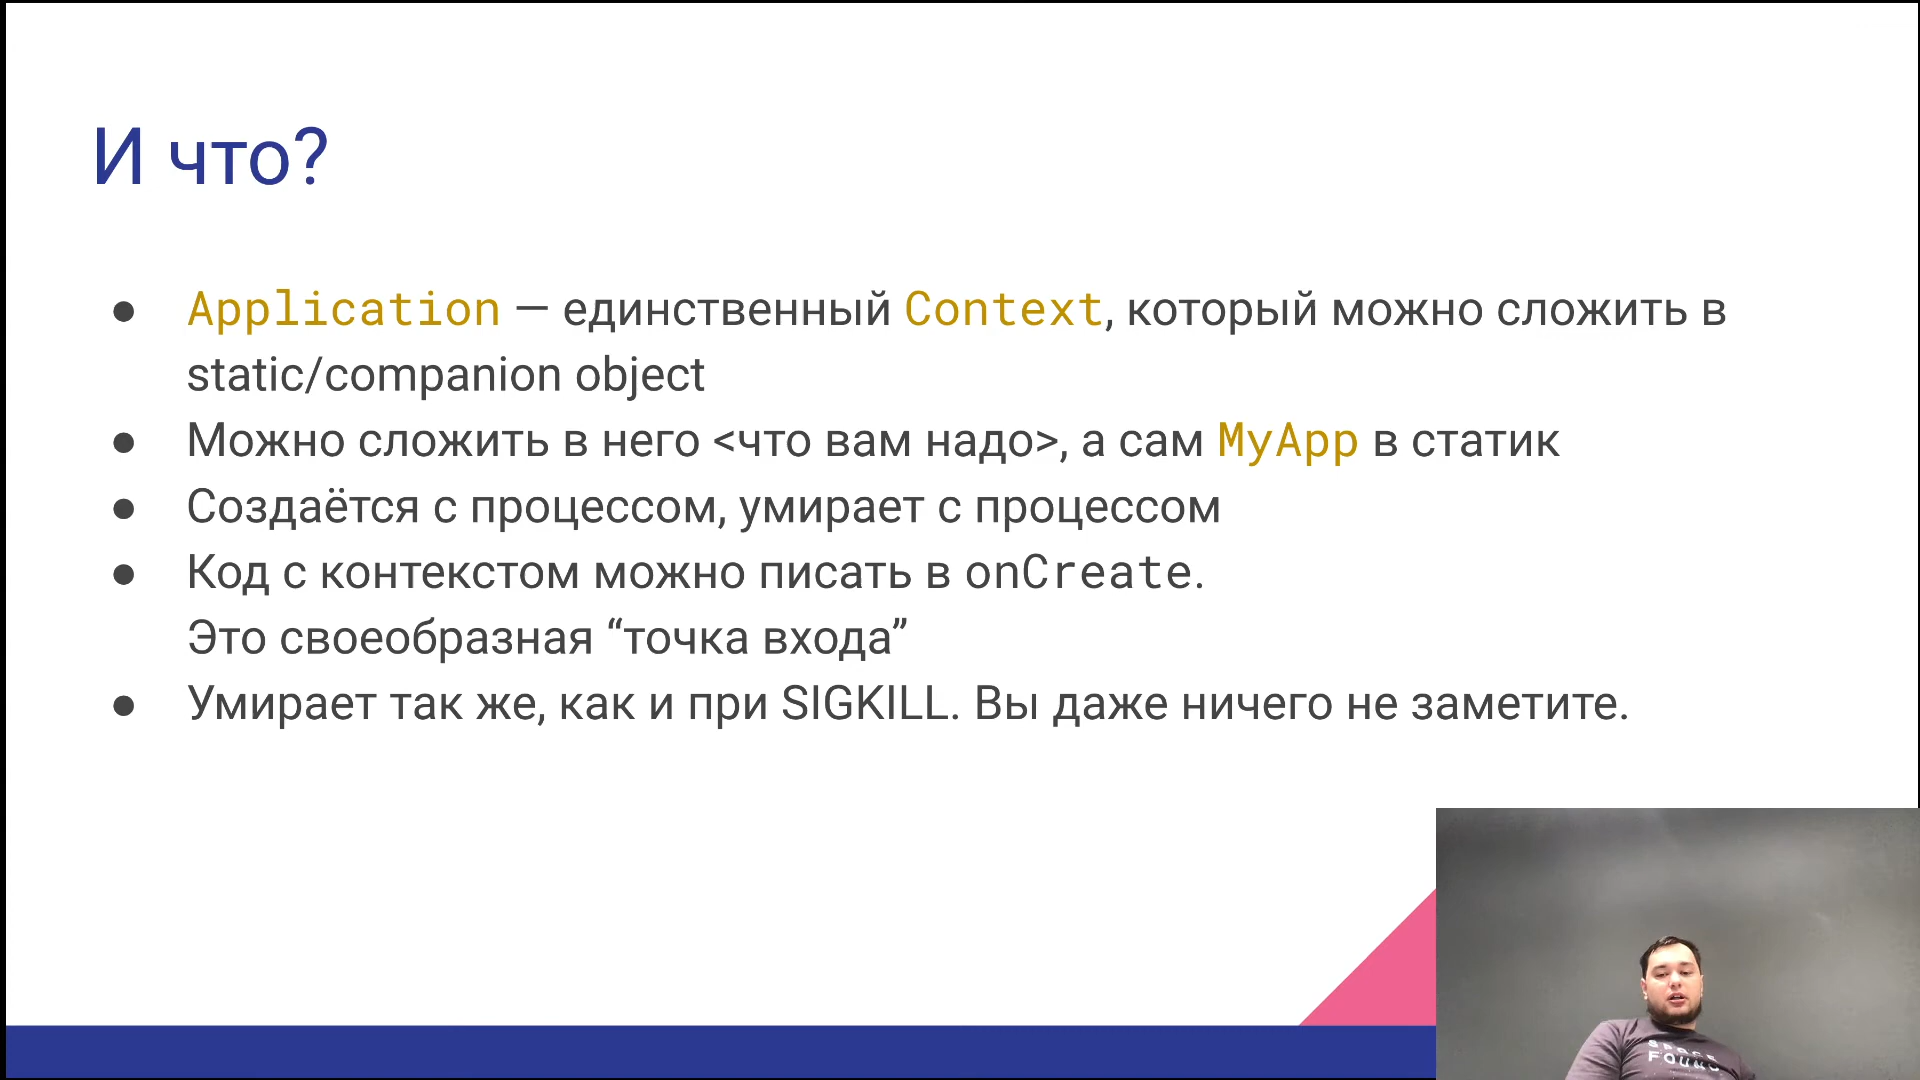 И что?
● Application — единственный Context, который можно сложить в
static/companion object
● Можно сложить в него <что вам надо>, а сам MyApp в статик
● Создаётся с процессом, умирает с процессом
● Код с контекстом можно писать в onCreate.
Это своеобразная “точка входа”
● Умирает так же, как и при SIGKILL. Вы даже ничего не заметите.
SPACE